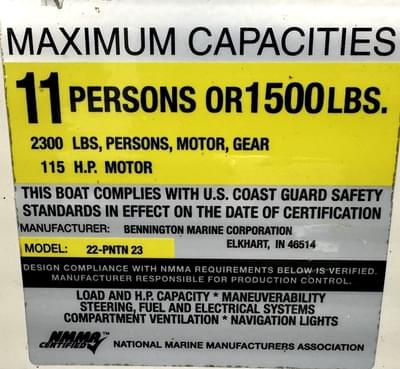 MAXIMUM CAPACITIES
11 PERSONS OR 1500 LBS.
2300 LBS, PERSONS, MOTOR, GEAR
115 H.P. MOTOR
THIS BOAT COMPLIES WITH U.S. COAST GUARD SAFETY
STANDARDS IN EFFECT ON THE DATE OF CERTIFICATION
MANUFACTURER: BENNINGTON MARINE CORPORATION
ELKHART, IN 46514
MODEL: 22-PNTN 23
DESIGN COMPLIANCE WITH NMMA REQUIREMENTS BELOW IS VERIFIED.
MANUFACTURER RESPONSIBLE FOR PRODUCTION CONTROL.
LOAD AND H.P. CAPACITY * MANEUVERABILITY
STEERING, FUEL AND ELECTRICAL SYSTEMS
COMPARTMENT VENTILATION * NAVIGATION LIGHTS
NMMA™
CERTIFIED NATIONAL MARINE MANUFACTURERS ASSOCIATION